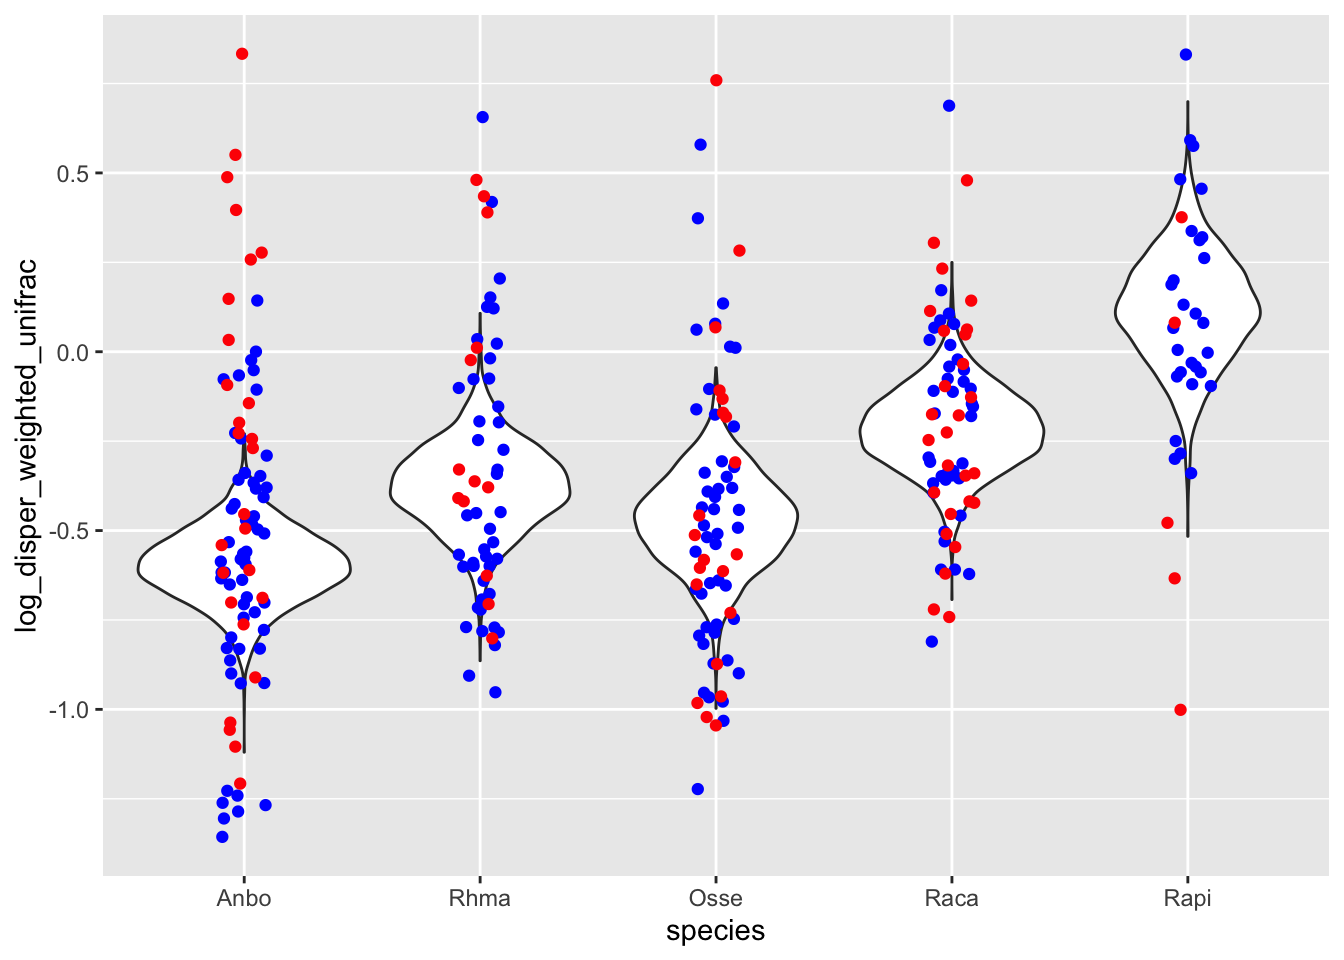 log_disper_weighted_unifrac
0.5
0.0
-0.5
-1.0
Anbo Rhma Osse Raca Rapi
species